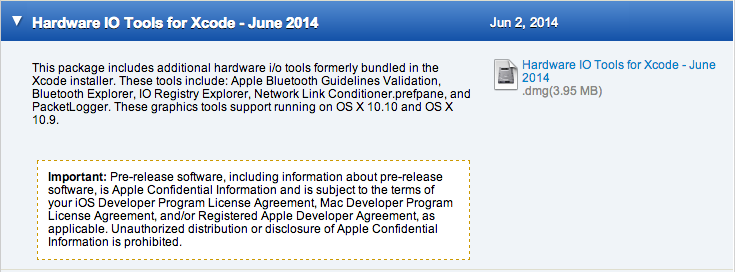 Hardware IO Tools for Xcode - June 2014
Jun 2, 2014
This package includes additional hardware i/o tools formerly bundled in the
Xcode installer. These tools include: Apple Bluetooth Guidelines Validation,
Bluetooth Explorer, IO Registry Explorer, Network Link Conditioner.prefpane, and
PacketLogger. These graphics tools support running on OS X 10.10 and OS X
10.9.
Hardware IO Tools for Xcode - June
2014
.dmg(3.95 MB)
Important: Pre-release software, including information about pre-release
software, is Apple Confidential Information and is subject to the terms of
your iOS Developer Program License Agreement, Mac Developer Program
License Agreement, and/or Registered Apple Developer Agreement, as
applicable. Unauthorized distribution or disclosure of Apple Confidential
Information is prohibited.